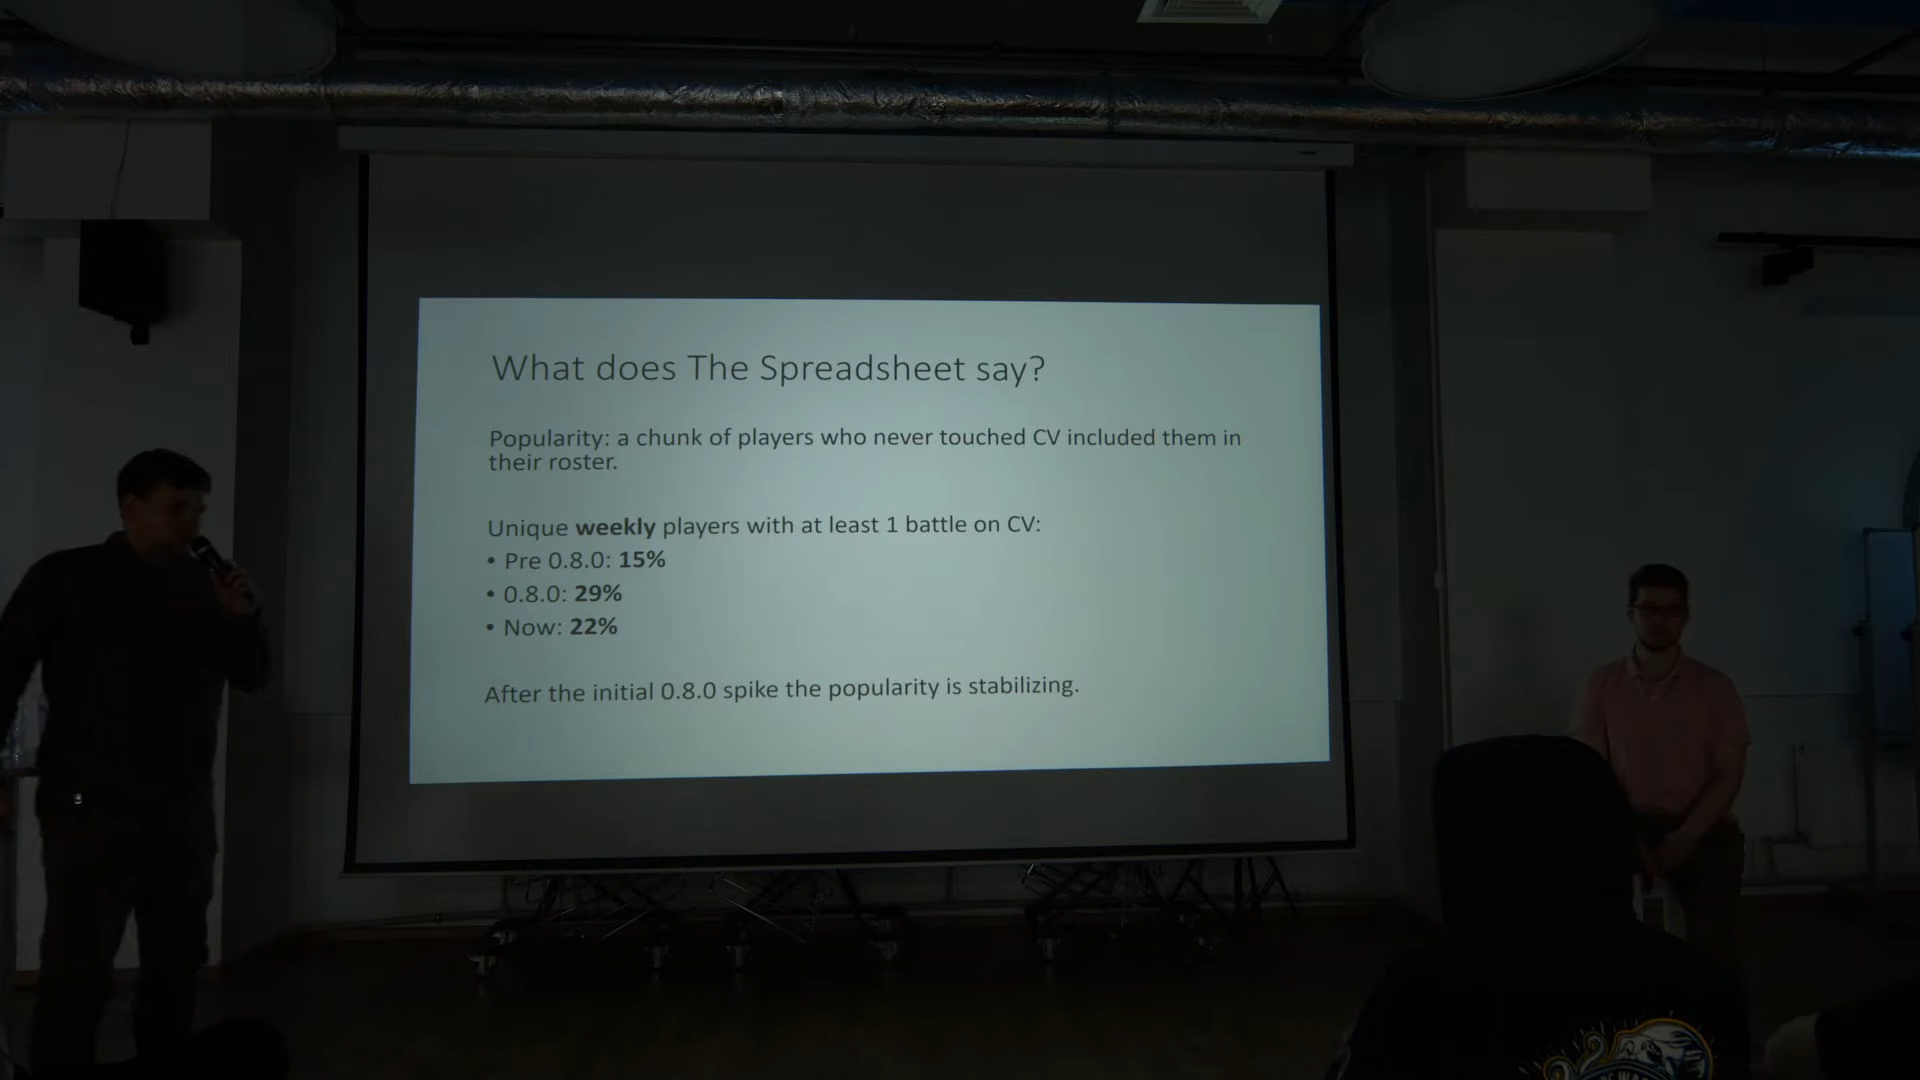 What does The Spreadsheet say?
Popularity: a chunk of players who never touched CV included them in
their roster.
Unique weekly players with at least 1 battle on CV:
• Pre 0.8.0: 15%
• 0.8.0: 29%
• Now: 22%
After the initial 0.8.0 spike the popularity is stabilizing.